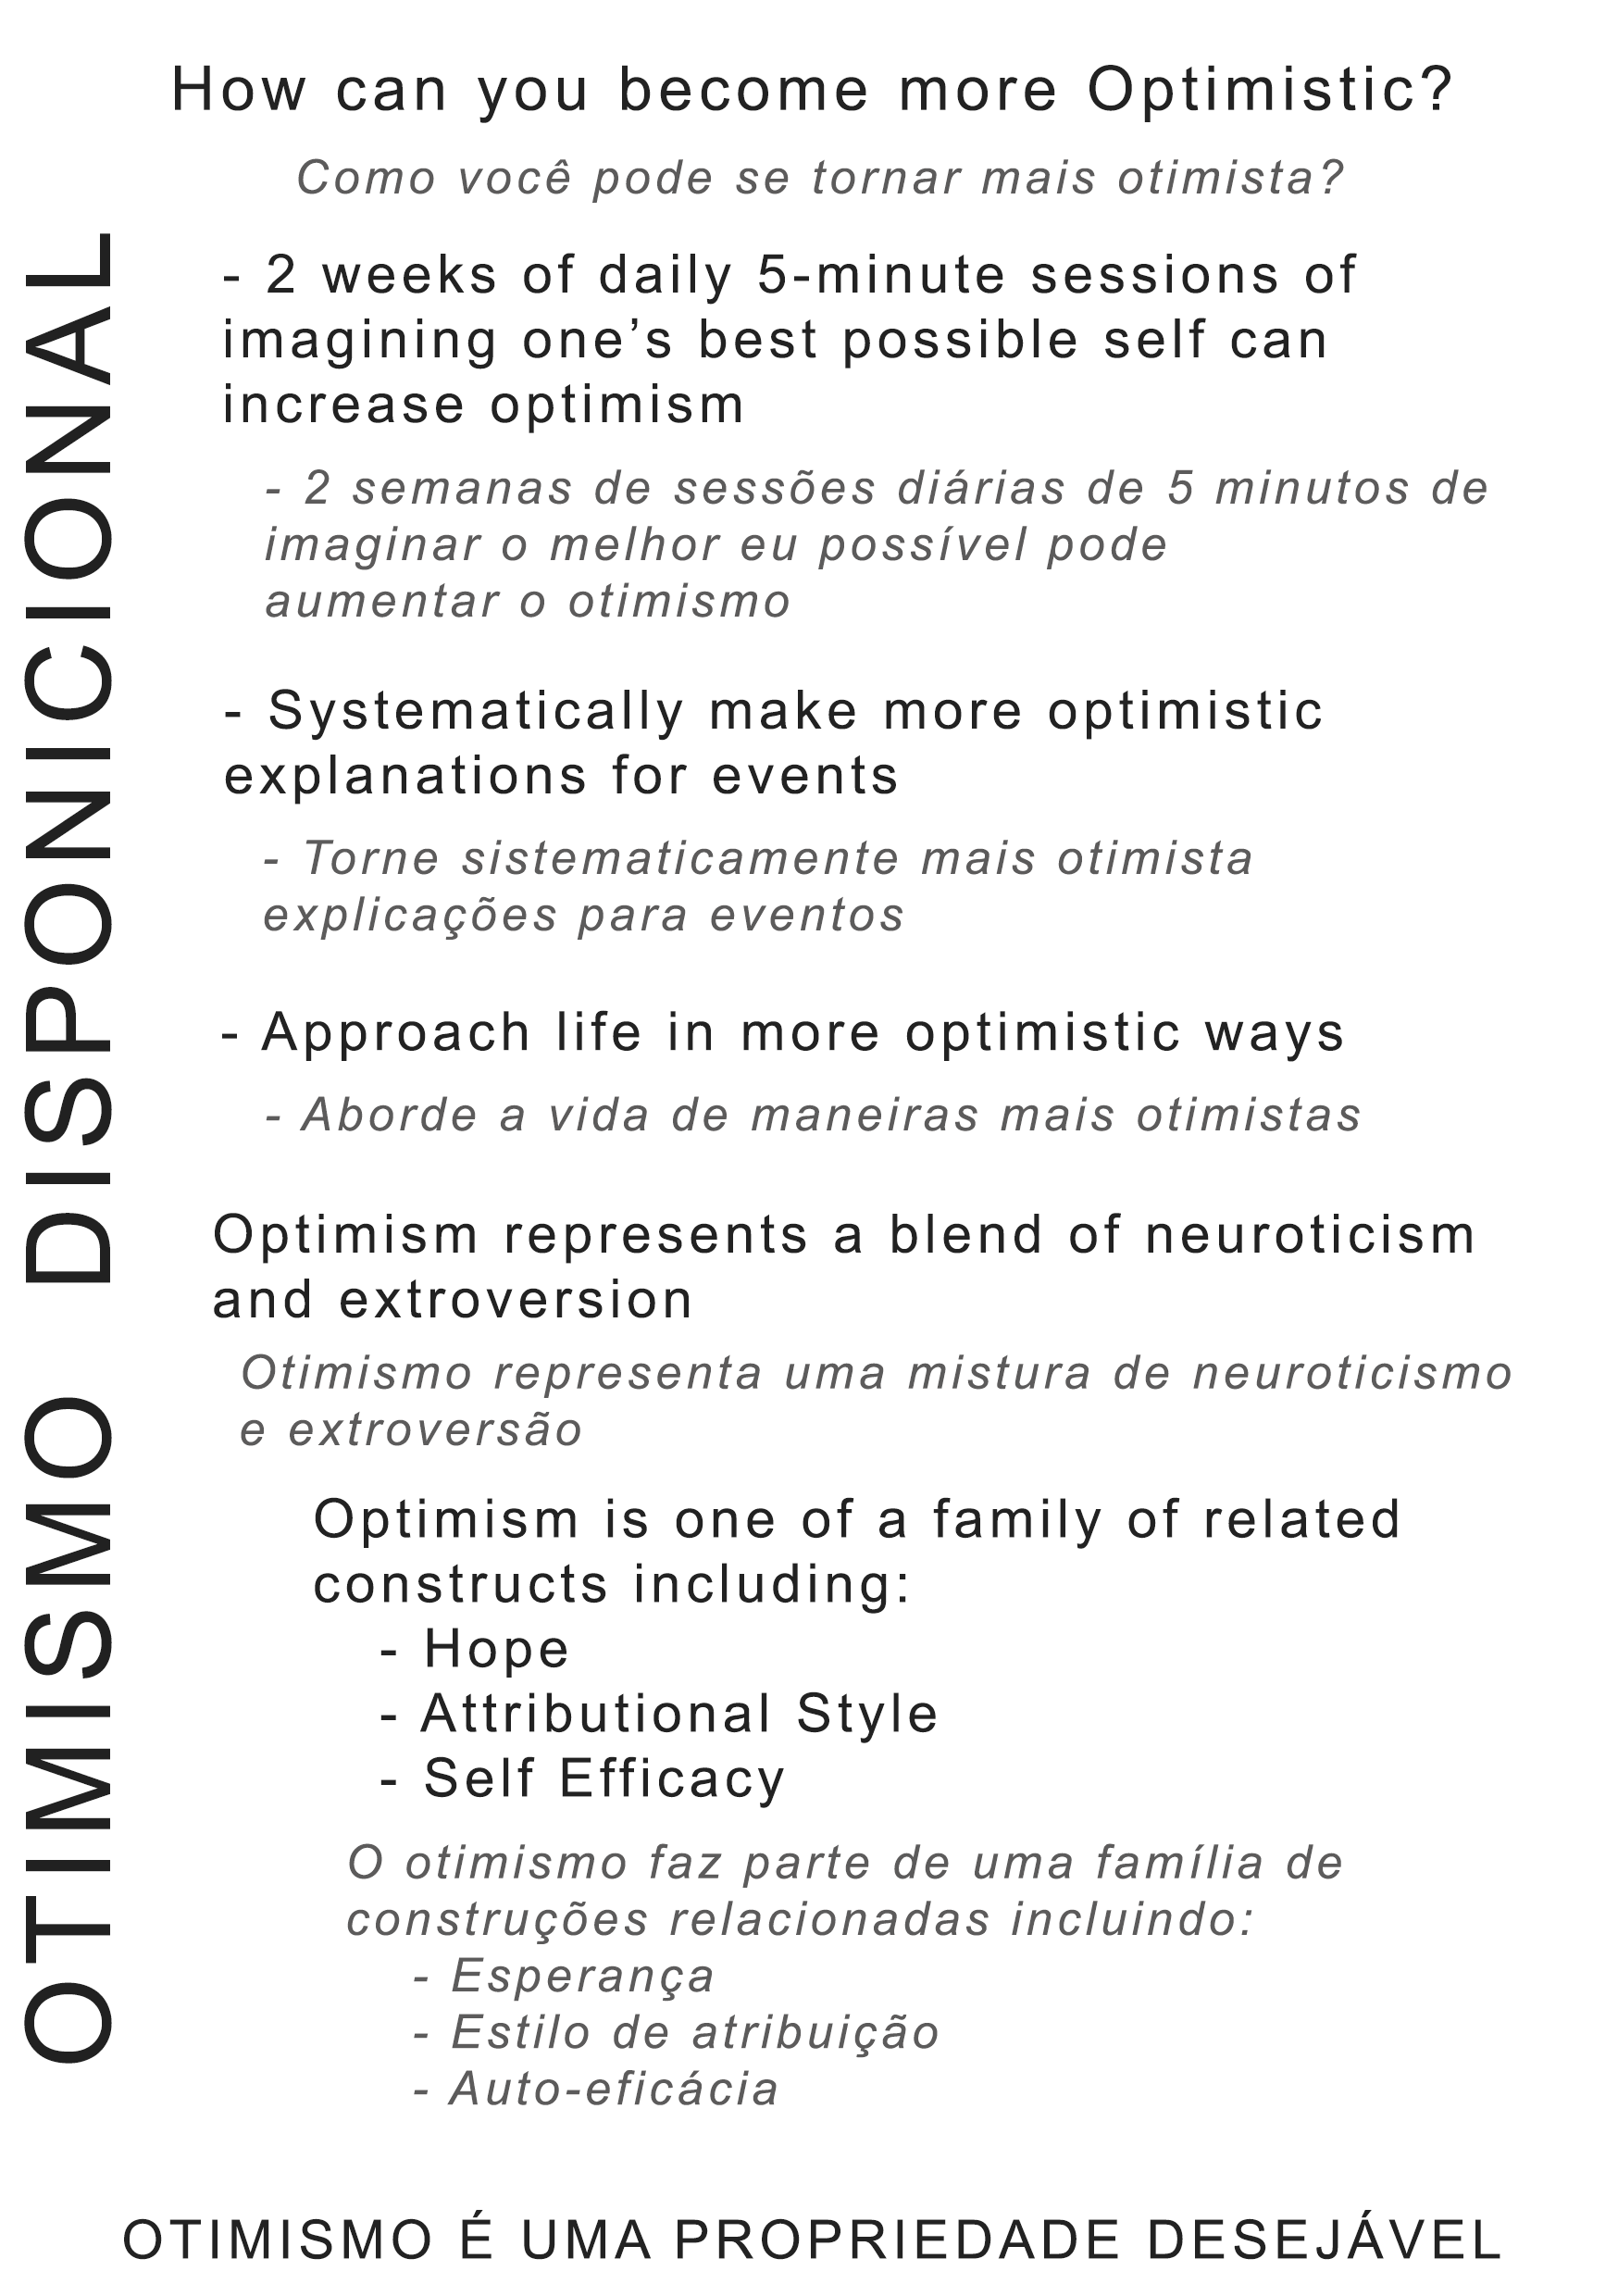 How can you become more Optimistic?
Como você pode se tornar mais otimista?
OTIMISMO DISPONICIONAL
- 2 weeks of daily 5-minute sessions of
imagining one’s best possible self can
increase optimism
- 2 semanas de sessões diárias de 5 minutos de
imaginar o melhor eu possível pode
aumentar o otimismo
- Systematically make more optimistic
explanations for events
- Torne sistematicamente mais otimista
explicações para eventos
- Approach life in more optimistic ways
- Aborde a vida de maneiras mais otimistas
Optimism represents a blend of neuroticism
and extroversion
Otimismo representa uma mistura de neuroticismo
e extroversão
Optimism is one of a family of related
constructs including:
- Hope
- Attributional Style
- Self Efficacy
O otimismo faz parte de uma família de
construções relacionadas incluindo:
- Esperança
- Estilo de atribuição
- Auto-eficácia
OTIMISMO É UMA PROPRIEDADE DESEJÁVEL